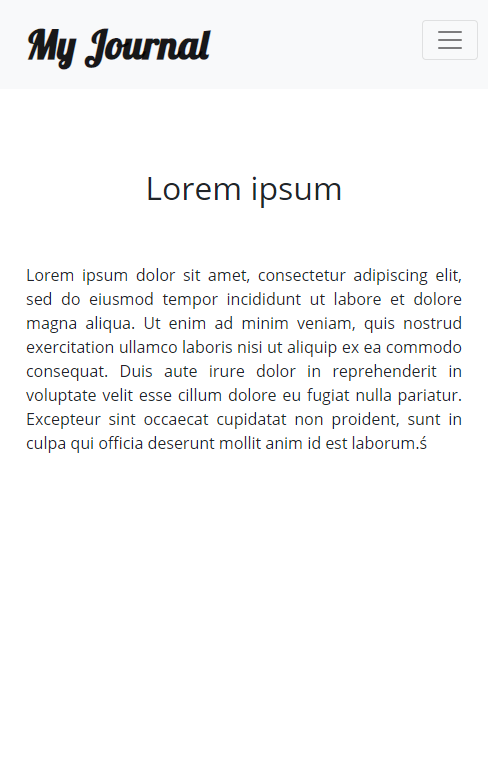 My Journal
Lorem ipsum
Lorem ipsum dolor sit amet, consectetur adipiscing elit,
sed do eiusmod tempor incididunt ut labore et dolore
magna aliqua. Ut enim ad minim veniam, quis nostrud
exercitation ullamco laboris nisi ut aliquip ex ea commodo
consequat. Duis aute irure dolor in reprehenderit in
voluptate velit esse cillum dolore eu fugiat nulla pariatur.
Excepteur sint occaecat cupidatat non proident, sunt in
culpa qui officia deserunt mollit anim id est laborum.ś